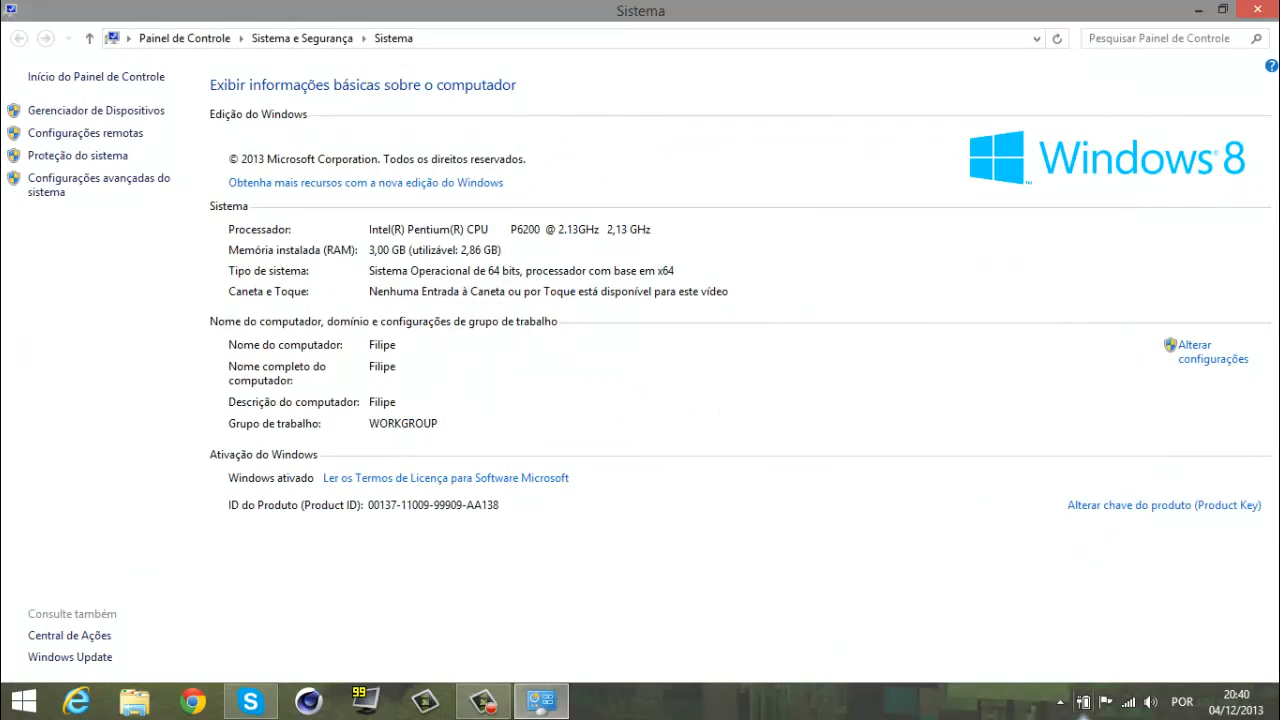 Sistema
Painel de Controle
Sistema e Segurança
Sistema
Pesquisar Painel de Controle
Início do Painel de Controle
Gerenciador de Dispositivos
Configurações remotas
Proteção do sistema
Configurações avançadas do
sistema
Exibir informações básicas sobre o computador
Edição do Windows
© 2013 Microsoft Corporation. Todos os direitos reservados.
Obtenha mais recursos com a nova edição do Windows
Windows 8
Sistema
Processador: Intel(R) Pentium(R) CPU P6200 @ 2.13GHz 2,13 GHz
Memória instalada (RAM): 3,00 GB (utilizável: 2,86 GB)
Tipo de sistema: Sistema Operacional de 64 bits, processador com base em x64
Caneta e Toque: Nenhuma Entrada à Caneta ou por Toque está disponível para este vídeo
Nome do computador, domínio e configurações de grupo de trabalho
Nome do computador: Filipe
Alterar
configurações
Nome completo do
computador: Filipe
Descrição do computador: Filipe
Grupo de trabalho: WORKGROUP
Ativação do Windows
Windows ativado Ler os Termos de Licença para Software Microsoft
ID do Produto (Product ID): 00137-11009-99909-AA138
Alterar chave do produto (Product Key)
Consulte também
Central de Ações
Windows Update
99
POR
20:40
04/12/2013